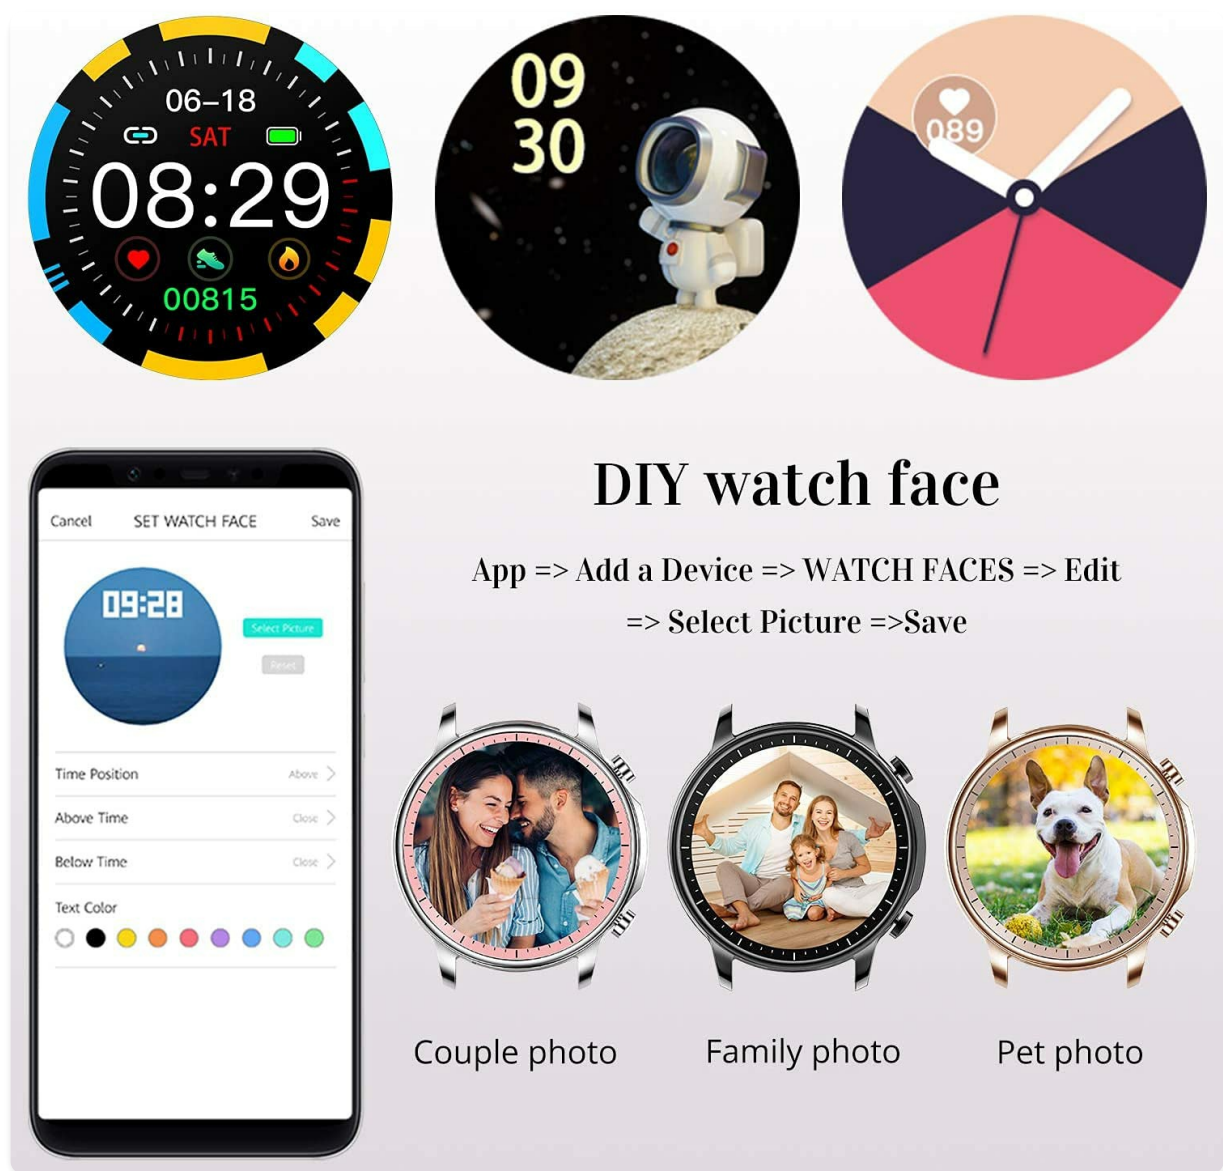 06-18
SAT
08:29
00815
09
30
089
DIY watch face
App => Add a Device => WATCH FACES => Edit
=> Select Picture =>Save
Cancel SET WATCH FACE Save
09:28
Select Picture
Reset
Time Position Above >
Above Time Close >
Below Time Close >
Text Color
Couple photo
Family photo
Pet photo